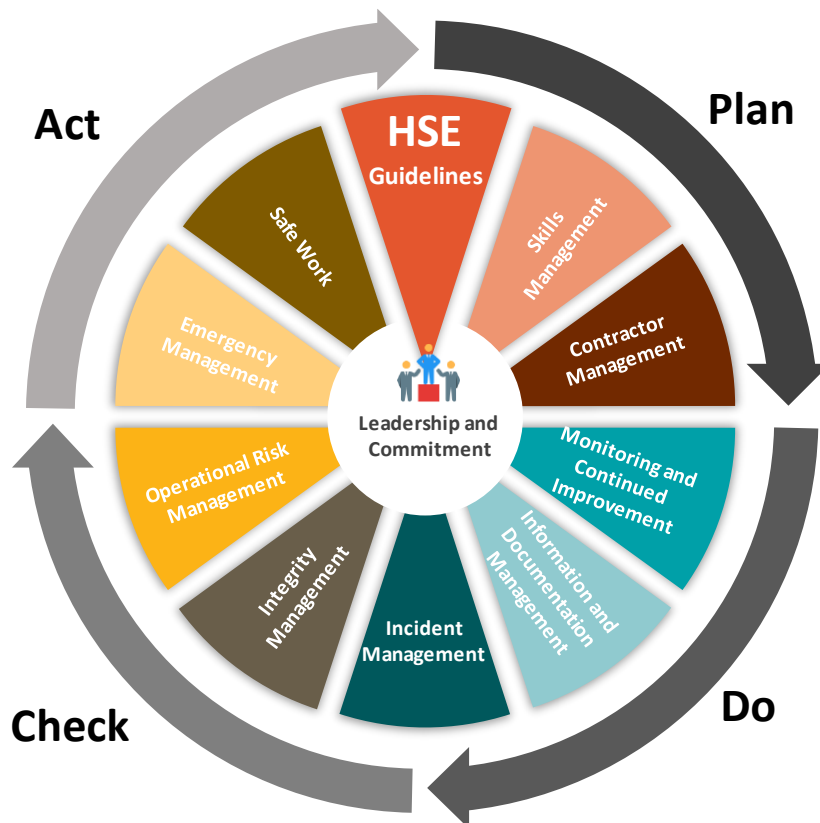 Act
Plan
HSE
Guidelines
Skills
Management
Contractor
Management
Monitoring and
Continued
Improvement
Information and
Documentation
Management
Incident
Management
Integrity
Management
Operational Risk
Management
Emergency
Management
Safe Work
Leadership and
Commitment
Check
Do